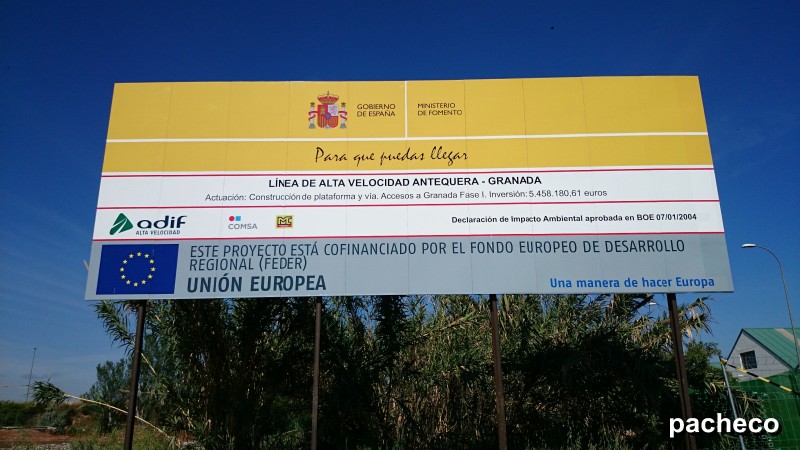 GOBIERNO
DE ESPAÑA
MINISTERIO
DE FOMENTO
Para que puedas llegar
LÍNEA DE ALTA VELOCIDAD ANTEQUERA - GRANADA
Actuación: Construcción de plataforma y vía. Accesos a Granada Fase I. Inversión: 5.458.180,61 euros
adif
ALTA VELOCIDAD
COMSA
Declaración de Impacto Ambiental aprobada en BOE 07/01/2004
ESTE PROYECTO ESTÁ COFINANCIADO POR EL FONDO EUROPEO DE DESARROLLO
REGIONAL (FEDER)
UNIÓN EUROPEA
Una manera de hacer Europa
pacheco